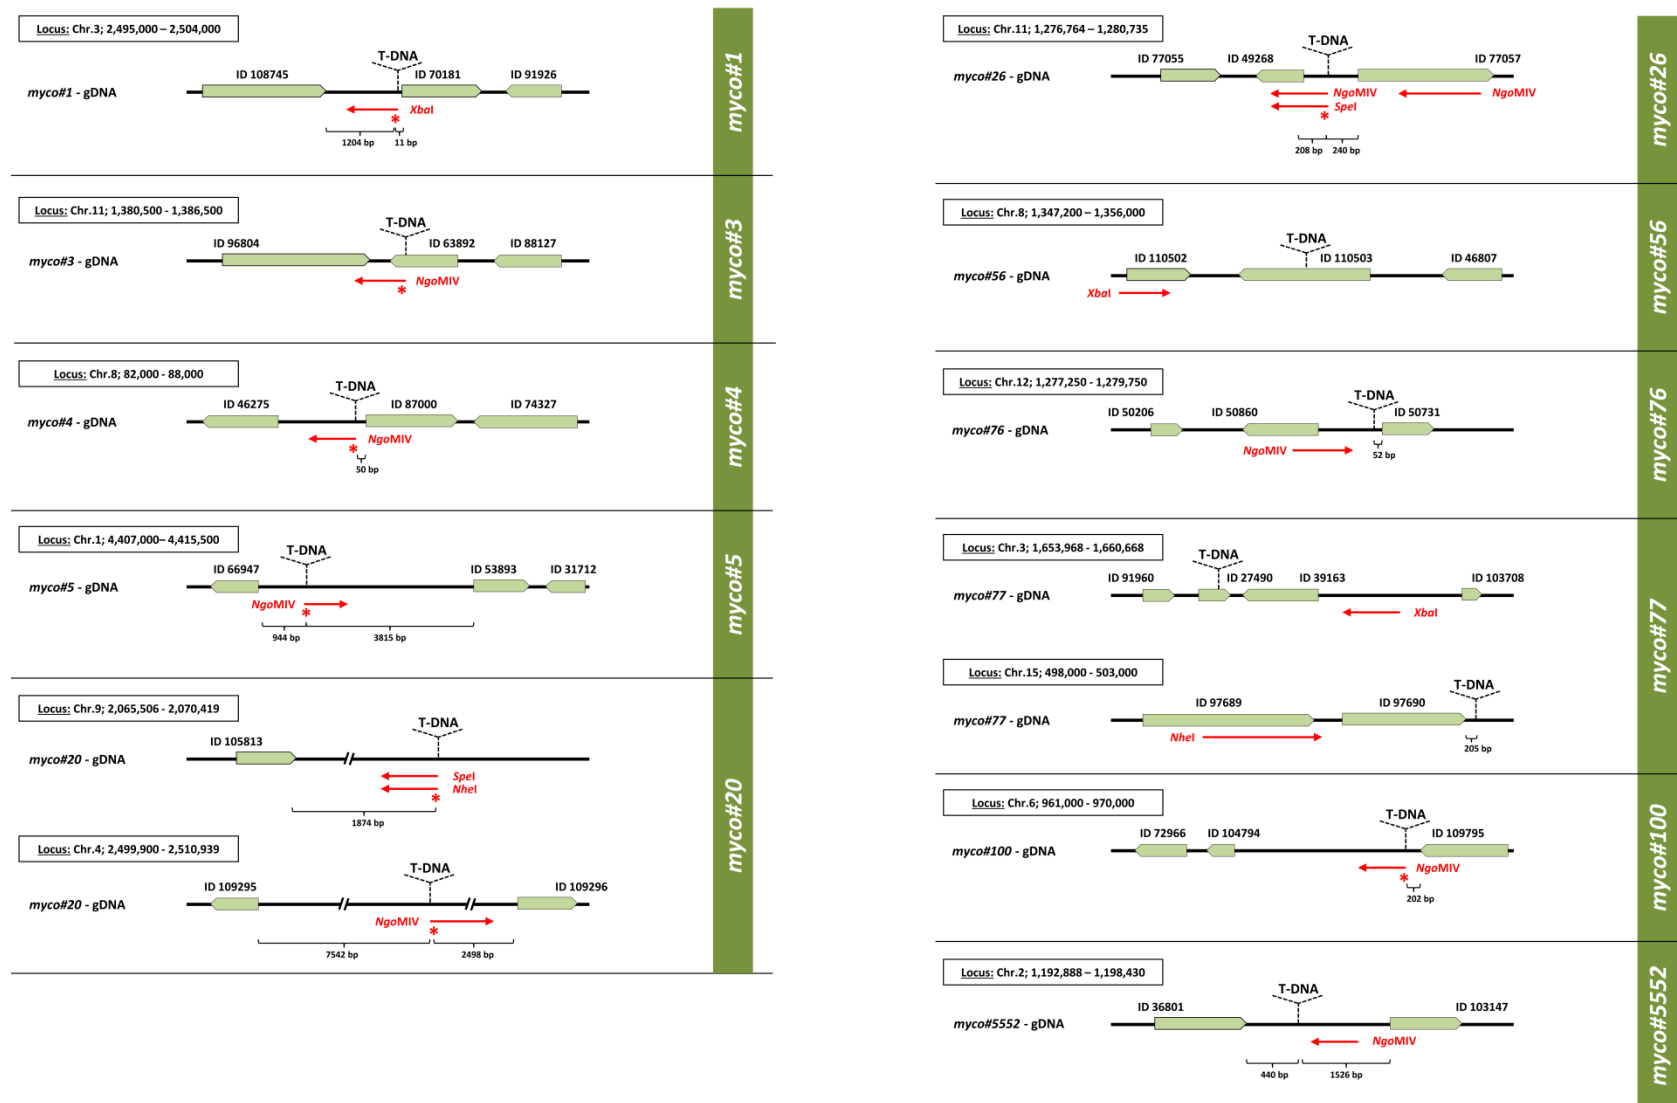 Locus: Chr.3; 2,495,000 – 2,504,000
T-DNA
ID 108745 ID 70181 ID 91926
myco#1 - gDNA
XbaI
*
1204 bp 11 bp
myco#1
Locus: Chr.11; 1,380,500 - 1,386,500
T-DNA
ID 96804 ID 63892 ID 88127
myco#3 - gDNA
NgoMIV
*
myco#3
Locus: Chr.8; 82,000 - 88,000
T-DNA
ID 46275 ID 87000 ID 74327
myco#4 - gDNA
NgoMIV
*
50 bp
myco#4
Locus: Chr.1; 4,407,000– 4,415,500
T-DNA
ID 66947 ID 53893 ID 31712
myco#5 - gDNA
NgoMIV
*
944 bp 3815 bp
myco#5
Locus: Chr.9; 2,065,506 - 2,070,419
T-DNA
ID 105813
myco#20 - gDNA
SpeI
NheI
*
1874 bp
Locus: Chr.4; 2,499,900 - 2,510,939
T-DNA
ID 109295 ID 109296
myco#20 - gDNA
NgoMIV
*
7542 bp 2498 bp
myco#20
Locus: Chr.11; 1,276,764 – 1,280,735
T-DNA
ID 77055 ID 49268 ID 77057
myco#26 - gDNA
NgoMIV NgoMIV
SpeI
*
208 bp 240 bp
myco#26
Locus: Chr.8; 1,347,200 – 1,356,000
T-DNA
ID 110502 ID 110503 ID 46807
myco#56 - gDNA
XbaI
myco#56
Locus: Chr.12; 1,277,250 - 1,279,750
T-DNA
ID 50206 ID 50860 ID 50731
myco#76 - gDNA
NgoMIV
52 bp
myco#76
Locus: Chr.3; 1,653,968 - 1,660,668
T-DNA
ID 91960 ID 27490 ID 39163 ID 103708
myco#77 - gDNA
XbaI
Locus: Chr.15; 498,000 - 503,000
T-DNA
ID 97689 ID 97690
myco#77 - gDNA
NheI
205 bp
myco#77
Locus: Chr.6; 961,000 - 970,000
T-DNA
ID 72966 ID 104794 ID 109795
myco#100 - gDNA
NgoMIV
*
202 bp
myco#100
Locus: Chr.2; 1,192,888 – 1,198,430
T-DNA
ID 36801 ID 103147
myco#5552 - gDNA
NgoMIV
440 bp 1526 bp
myco#5552